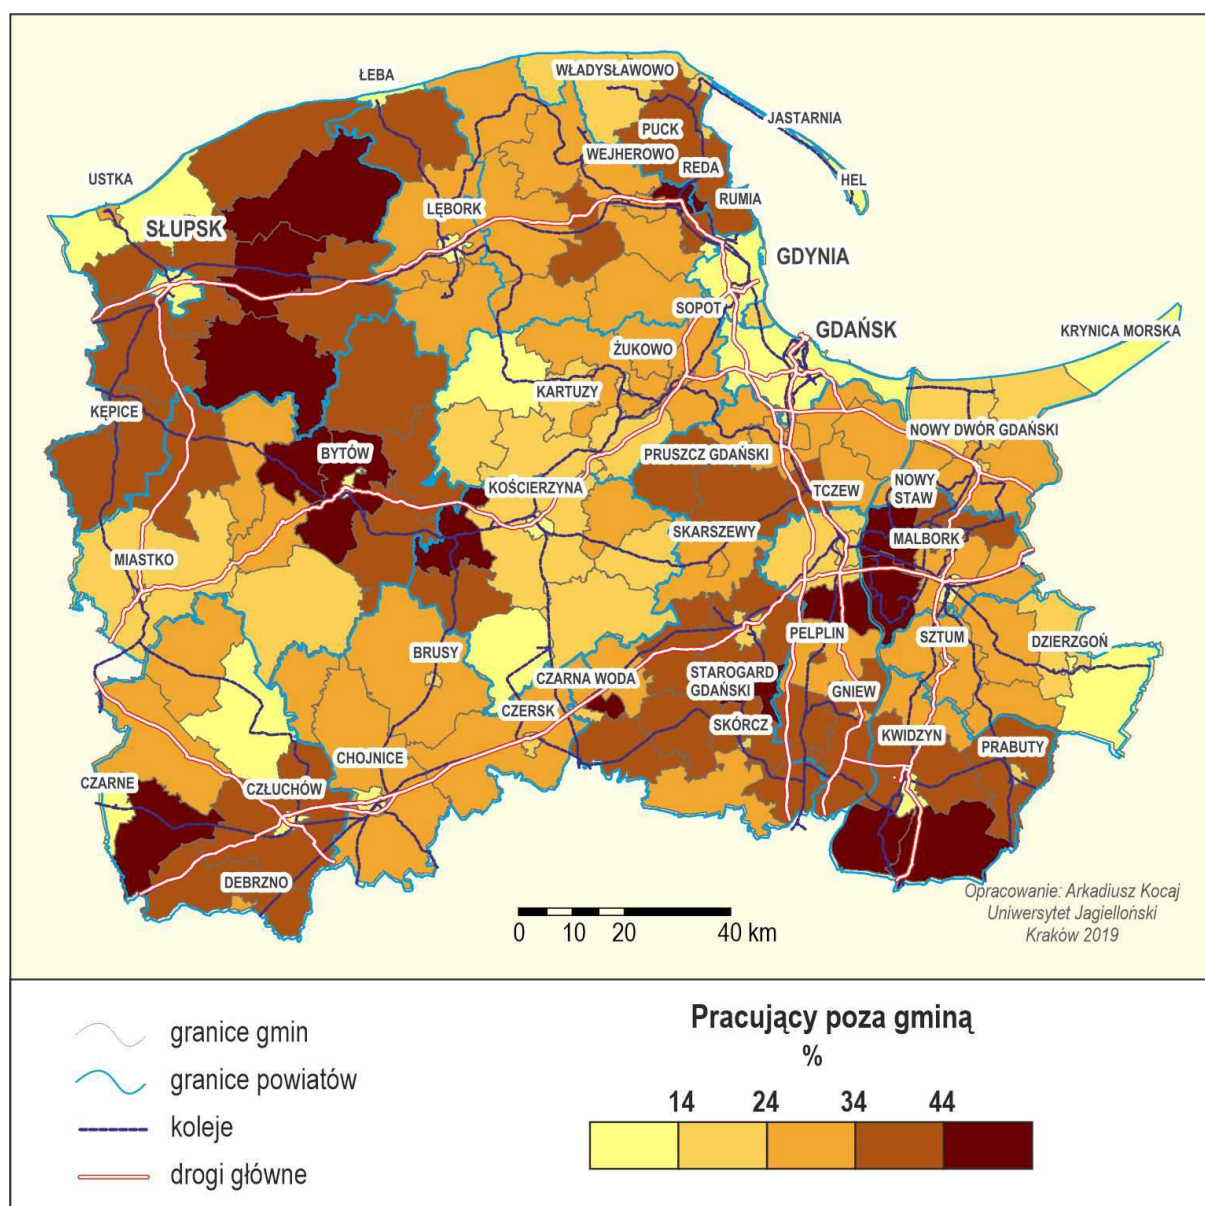 WŁADYSŁAWOWO
ŁEBA
JASTARNIA
PUCK
WEJHEROWO
REDA
USTKA
HEL
RUMIA
LĘBORK
SŁUPSK
GDYNIA
SOPOT
GDAŃSK
KRYNICA MORSKA
ŻUKOWO
KARTUZY
KĘPICE
NOWY DWÓR GDAŃSKI
BYTÓW
PRUSZCZ GDAŃSKI
KOŚCIERZYNA
NOWY
STAW
TCZEW
SKARSZEWY
MALBORK
MIASTKO
PELPLIN
SZTUM
DZIERZGOŃ
BRUSY
CZARNA WODA
STAROGARD
GDAŃSKI
GNIEW
CZERSK
SKÓRCZ
KWIDZYN
PRABUTY
CHOJNICE
CZARNE
CZŁUCHÓW
DEBRZNO
Opracowanie: Arkadiusz Kocaj
Uniwersytet Jagielloński
Kraków 2019
0 10 20 40 km
granice gmin
granice powiatów
koleje
drogi główne
Pracujący poza gminą
%
14 24 34 44